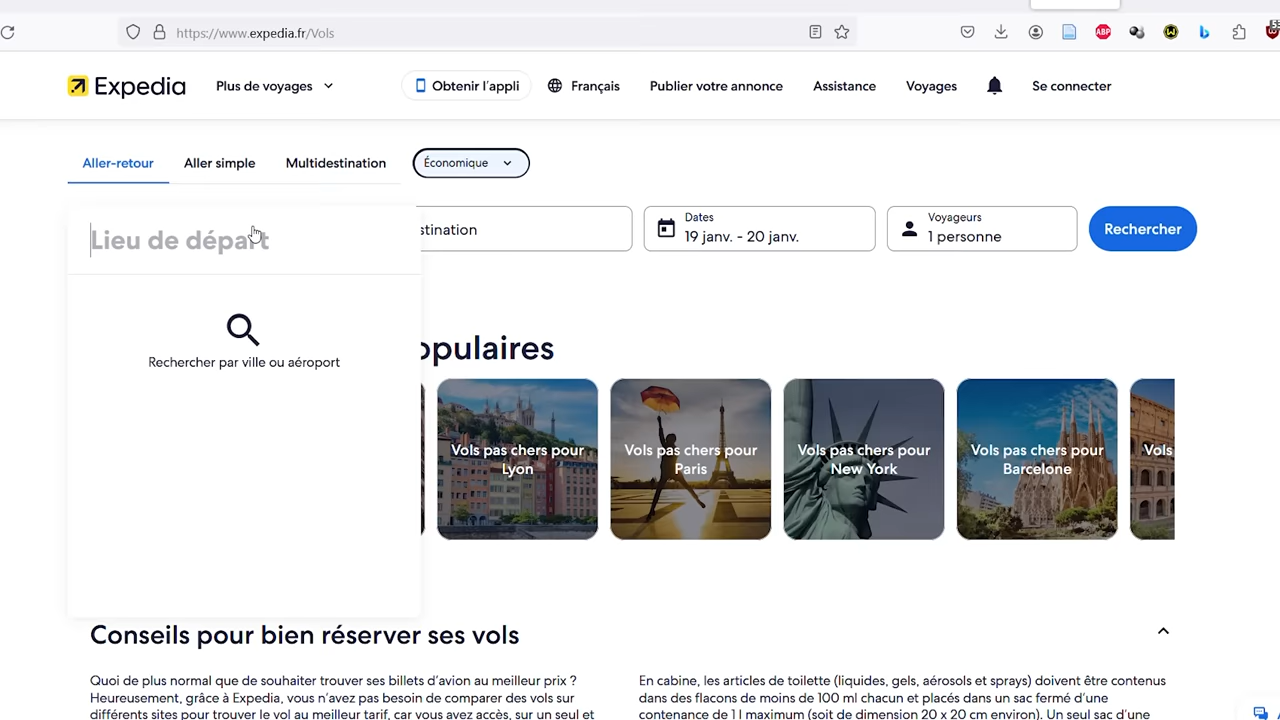 https://www.expedia.fr/Vols
ABP
Expedia
Plus de voyages
Obtenir l'appli
Français
Publier votre annonce
Assistance
Voyages
Se connecter
Aller-retour
Aller simple
Multidestination
Économique
Lieu de départ
stination
Dates
19 janv. - 20 janv.
Voyageurs
1 personne
Rechercher
Rechercher par ville ou aéroport
opulaires
Vols pas chers pour
Lyon
Vols pas chers pour
Paris
Vols pas chers pour
New York
Vols pas chers pour
Barcelone
Vols
Conseils pour bien réserver ses vols
Quoi de plus normal que de souhaiter trouver ses billets d'avion au meilleur prix ?
Heureusement, grâce à Expedia, vous n'avez pas besoin de comparer des vols sur
différents sites pour trouver le vol au meilleur tarif, car vous avez accès, sur un seul et
En cabine, les articles de toilette (liquides, gels, aérosols et sprays) doivent être contenus
dans des flacons de moins de 100 ml chacun et placés dans un sac fermé d'une
contenance de 1 l maximum (soit de dimension 20 x 20 cm environ). Un seul sac d'une